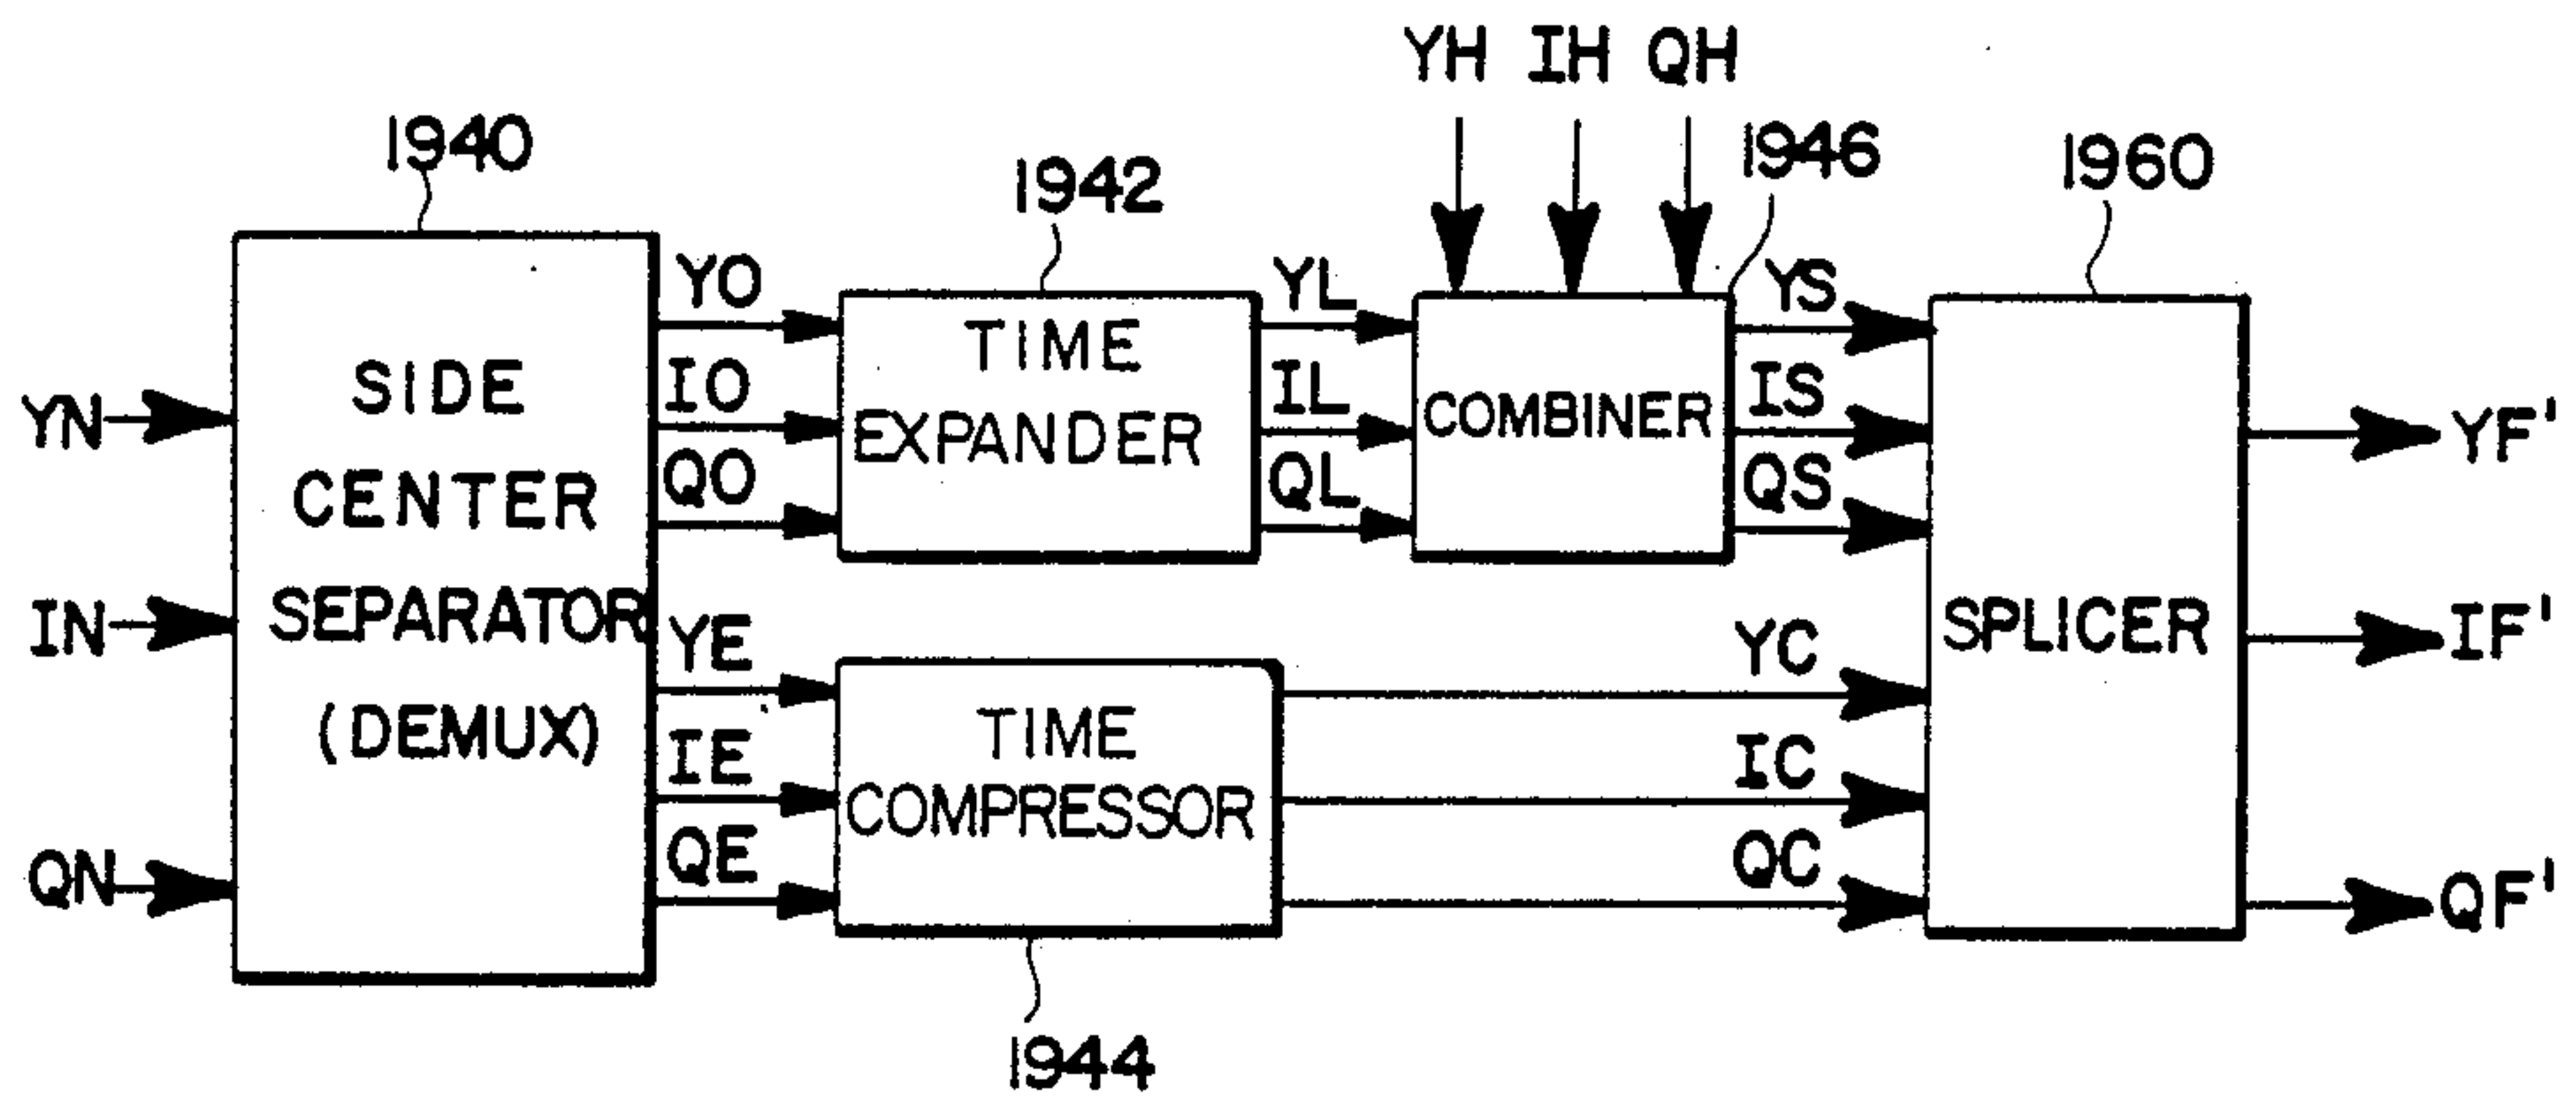 YH IH QH
1940
1942
1946
1960
YN
IN
QN
SIDE
CENTER
SEPARATOR
(DEMUX)
YO
IO
QO
YE
IE
QE
TIME
EXPANDER
TIME
COMPRESSOR
1944
YL
IL
QL
COMBINER
YS
IS
QS
YC
IC
QC
SPLICER
YF'
IF'
QF'